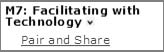 M7: Facilitating with
Technology
Pair and Share